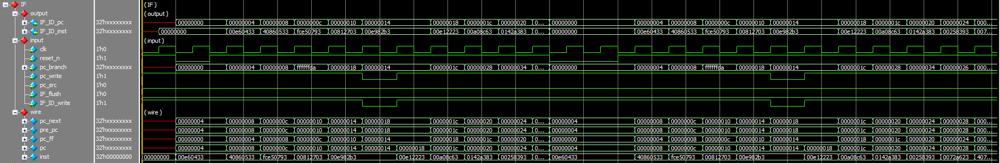 IF (IF)
output (output)
IF_ID_pc 32'hxxxxxxxx 00000000 00000004 00000008 0000000c 00000010 00000014 00000018 0000001c 00000020 0... 00000000 00000004 00000008 0000000c 00000010 00000014 00000018 0000001c 00000020 00000024 000...
IF_ID_inst 32'hxxxxxxxx 00000000 00e60433 40860533 fce50793 00812703 00e982b3 00e12223 00a08c63 0142a383 0... 00000000 00e60433 40860533 fce50793 00812703 00e982b3 00e12223 00a08c63 0142a383 00258393 007...
input (input)
clk 1'h0
reset_n 1'h1
pc_branch 32'hxxxxxxxx 00000000 00000004 00000008 ffffffda 00000018 00000014 0000001c 00000028 00000034 0... 00000000 00000004 00000008 ffffffda 00000018 00000014 0000001c 00000028 00000034 00000026 000...
pc_write 1'h1
pc_src 1'h0
IF_flush 1'h0
IF_ID_write 1'h1
wire (wire)
pc_next 32'hxxxxxxxx 00000004 00000008 0000000c 00000010 00000014 00000018 0000001c 00000020 00000024 0... 00000004 00000008 0000000c 00000010 00000014 00000018 0000001c 00000020 00000024 00000028 000...
pre_pc 32'hxxxxxxxx 00000004 00000008 0000000c 00000010 00000014 00000018 0000001c 00000020 00000024 0... 00000004 00000008 0000000c 00000010 00000014 00000018 0000001c 00000020 00000024 00000028 000...
pc_ff 32'hxxxxxxxx 00000000 00000004 00000008 0000000c 00000010 00000014 00000018 0000001c 00000020 0... 00000000 00000004 00000008 0000000c 00000010 00000014 00000018 0000001c 00000020 00000024 000...
pc 32'hxxxxxxxx 00000004 00000008 0000000c 00000010 00000014 00000018 0000001c 00000020 00000024 0... 00000004 00000008 0000000c 00000010 00000014 00000018 0000001c 00000020 00000024 00000028 000...
inst 32'h00000000 00000000 00e60433 40860533 fce50793 00812703 00e982b3 00e12223 00a08c63 0142a383 00258393 0... 00e60433 40860533 fce50793 00812703 00e982b3 00e12223 00a08c63 0142a383 00258393 0072a623 407...